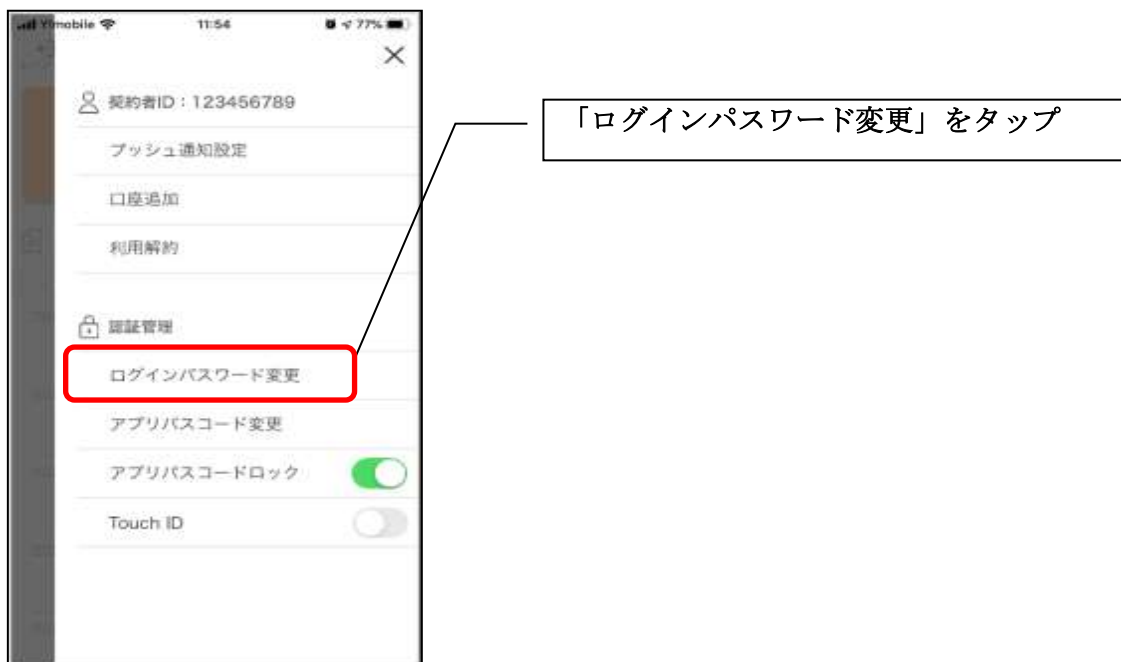 Y!mobile 11:54 77%
契約者ID：123456789
プッシュ通知設定
口座追加
利用解約
認証管理
ログインパスワード変更
アプリパスコード変更
アプリパスコードロック
Touch ID
「ログインパスワード変更」をタップ